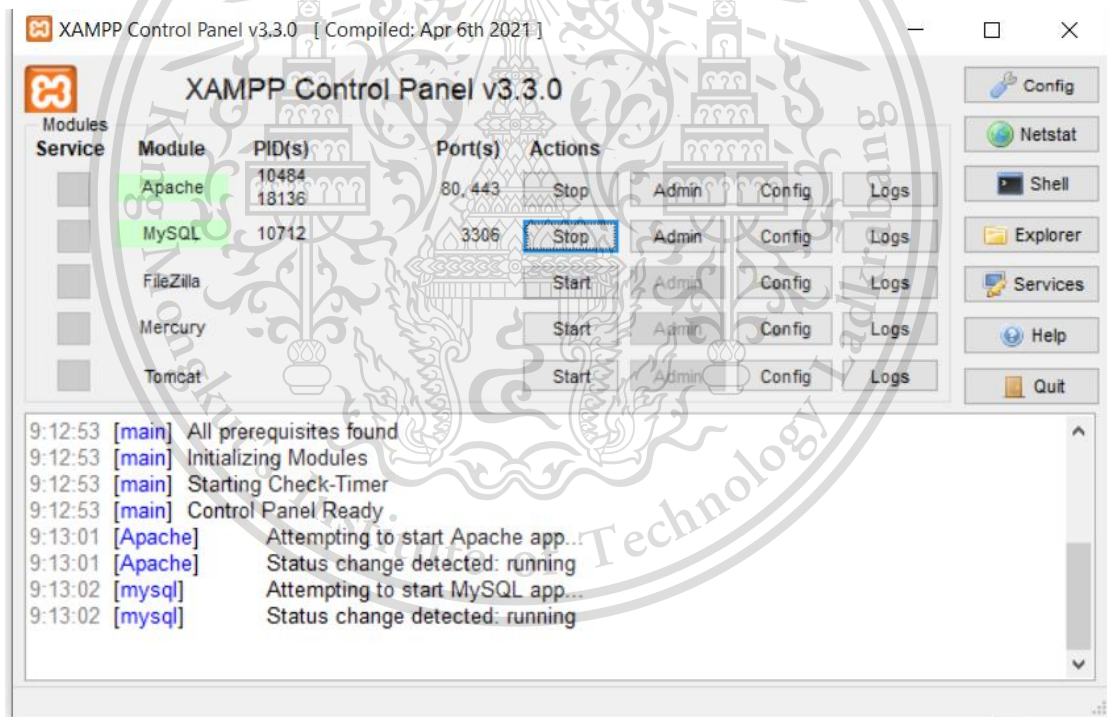 XAMPP Control Panel v3.3.0 [ Compiled: Apr 6th 2021 ]
XAMPP Control Panel v3.3.0
Config
Modules
Service Module PID(s) Port(s) Actions
Netstat
Apache 10484 18136 80, 443 Stop Admin Config Logs
Shell
MySQL 10712 3306 Stop Admin Config Logs
Explorer
FileZilla Start Admin Config Logs
Services
Mercury Start Admin Config Logs
Help
Tomcat Start Admin Config Logs
Quit
9:12:53 [main] All prerequisites found
9:12:53 [main] Initializing Modules
9:12:53 [main] Starting Check-Timer
9:12:53 [main] Control Panel Ready
9:13:01 [Apache] Attempting to start Apache app...
9:13:01 [Apache] Status change detected: running
9:13:02 [mysql] Attempting to start MySQL app...
9:13:02 [mysql] Status change detected: running
King Mongkut's Institute of Technology Ladkrabang